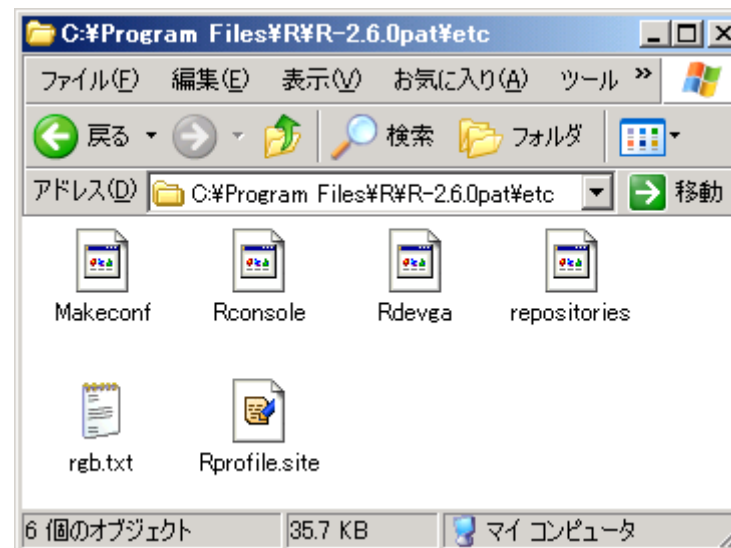 C:¥Program Files¥R¥R-2.6.0pat¥etc
ファイル(F) 編集(E) 表示(V) お気に入り(A) ツール »
戻る 検索 フォルダ
アドレス(D) C:¥Program Files¥R¥R-2.6.0pat¥etc 移動
Makeconf Rconsole Rdevga repositories
rgb.txt Rprofile.site
6 個のオブジェクト 35.7 KB マイ コンピュータ